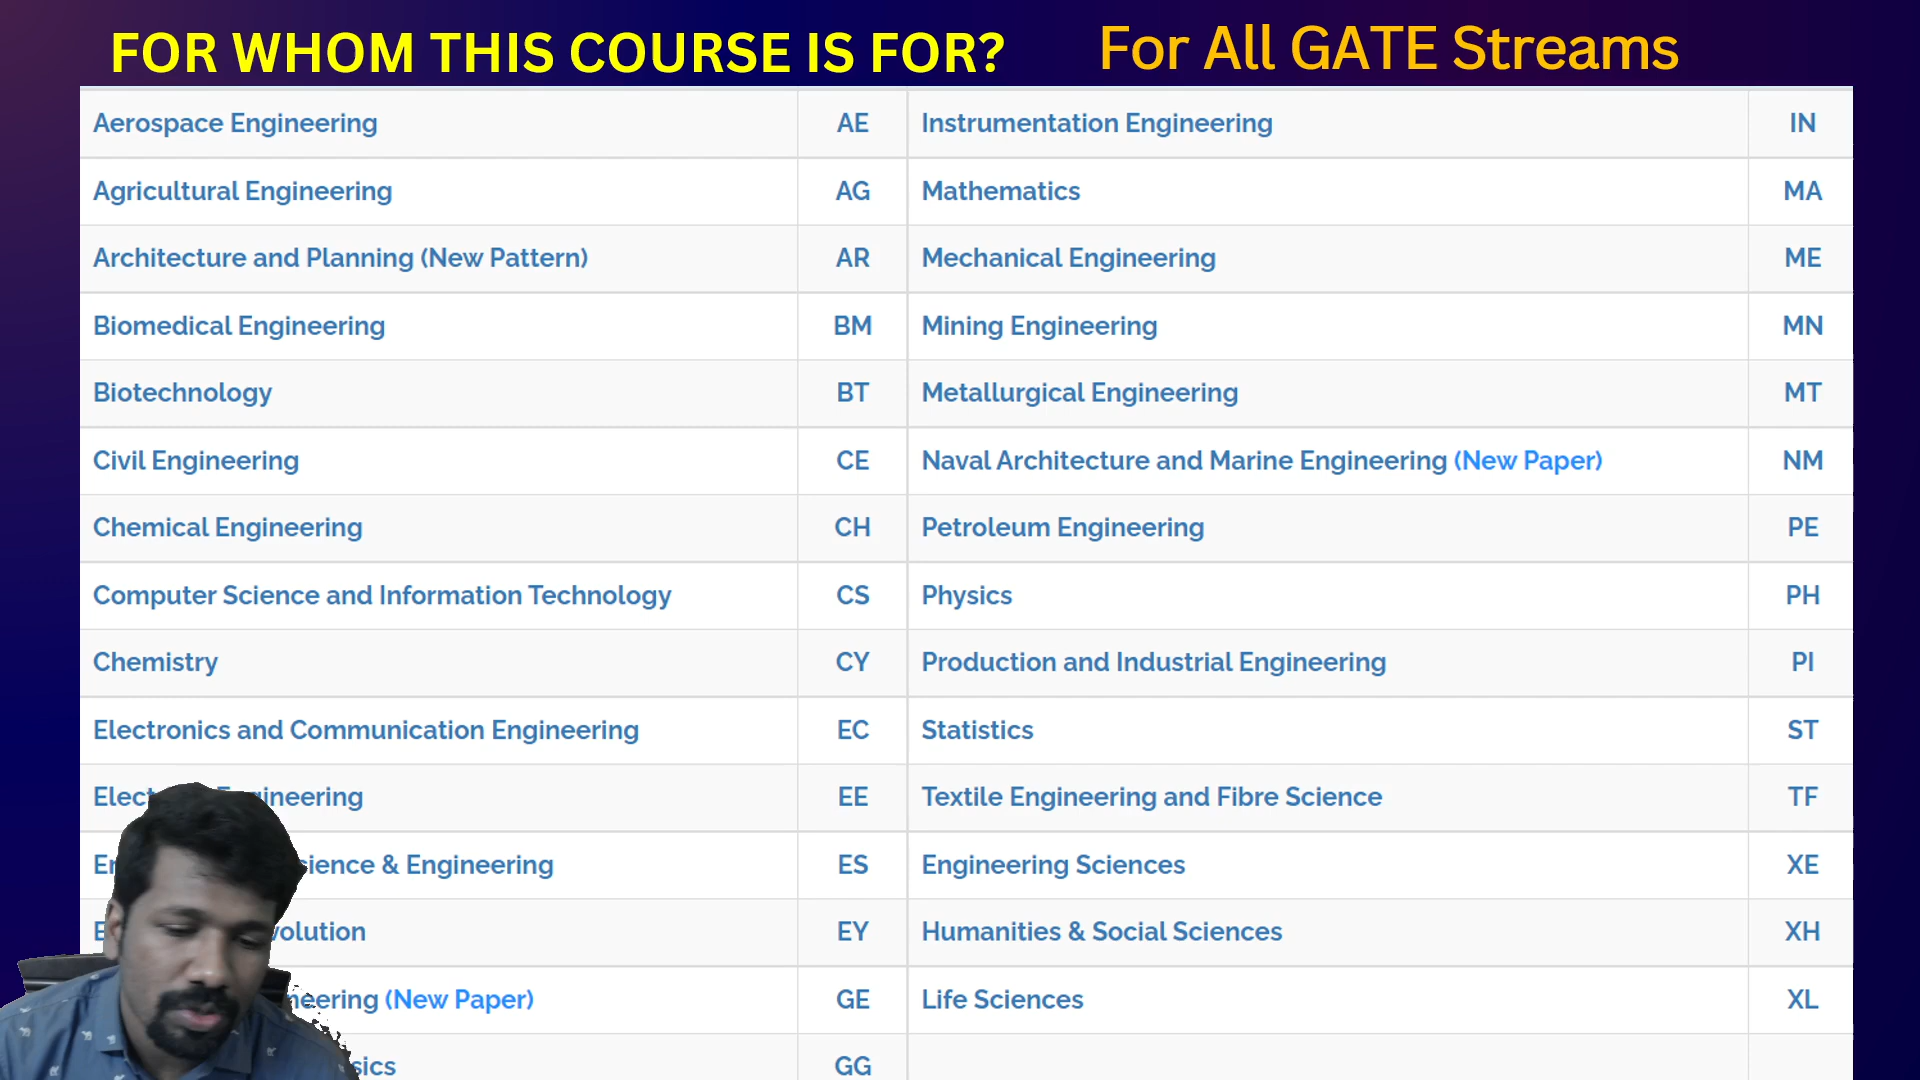 FOR WHOM THIS COURSE IS FOR? For All GATE Streams
Aerospace Engineering AE Instrumentation Engineering IN
Agricultural Engineering AG Mathematics MA
Architecture and Planning (New Pattern) AR Mechanical Engineering ME
Biomedical Engineering BM Mining Engineering MN
Biotechnology BT Metallurgical Engineering MT
Civil Engineering CE Naval Architecture and Marine Engineering (New Paper) NM
Chemical Engineering CH Petroleum Engineering PE
Computer Science and Information Technology CS Physics PH
Chemistry CY Production and Industrial Engineering PI
Electronics and Communication Engineering EC Statistics ST
EE Textile Engineering and Fibre Science TF
& Engineering ES Engineering Sciences XE
EY Humanities & Social Sciences XH
(New Paper) GE Life Sciences XL
GG